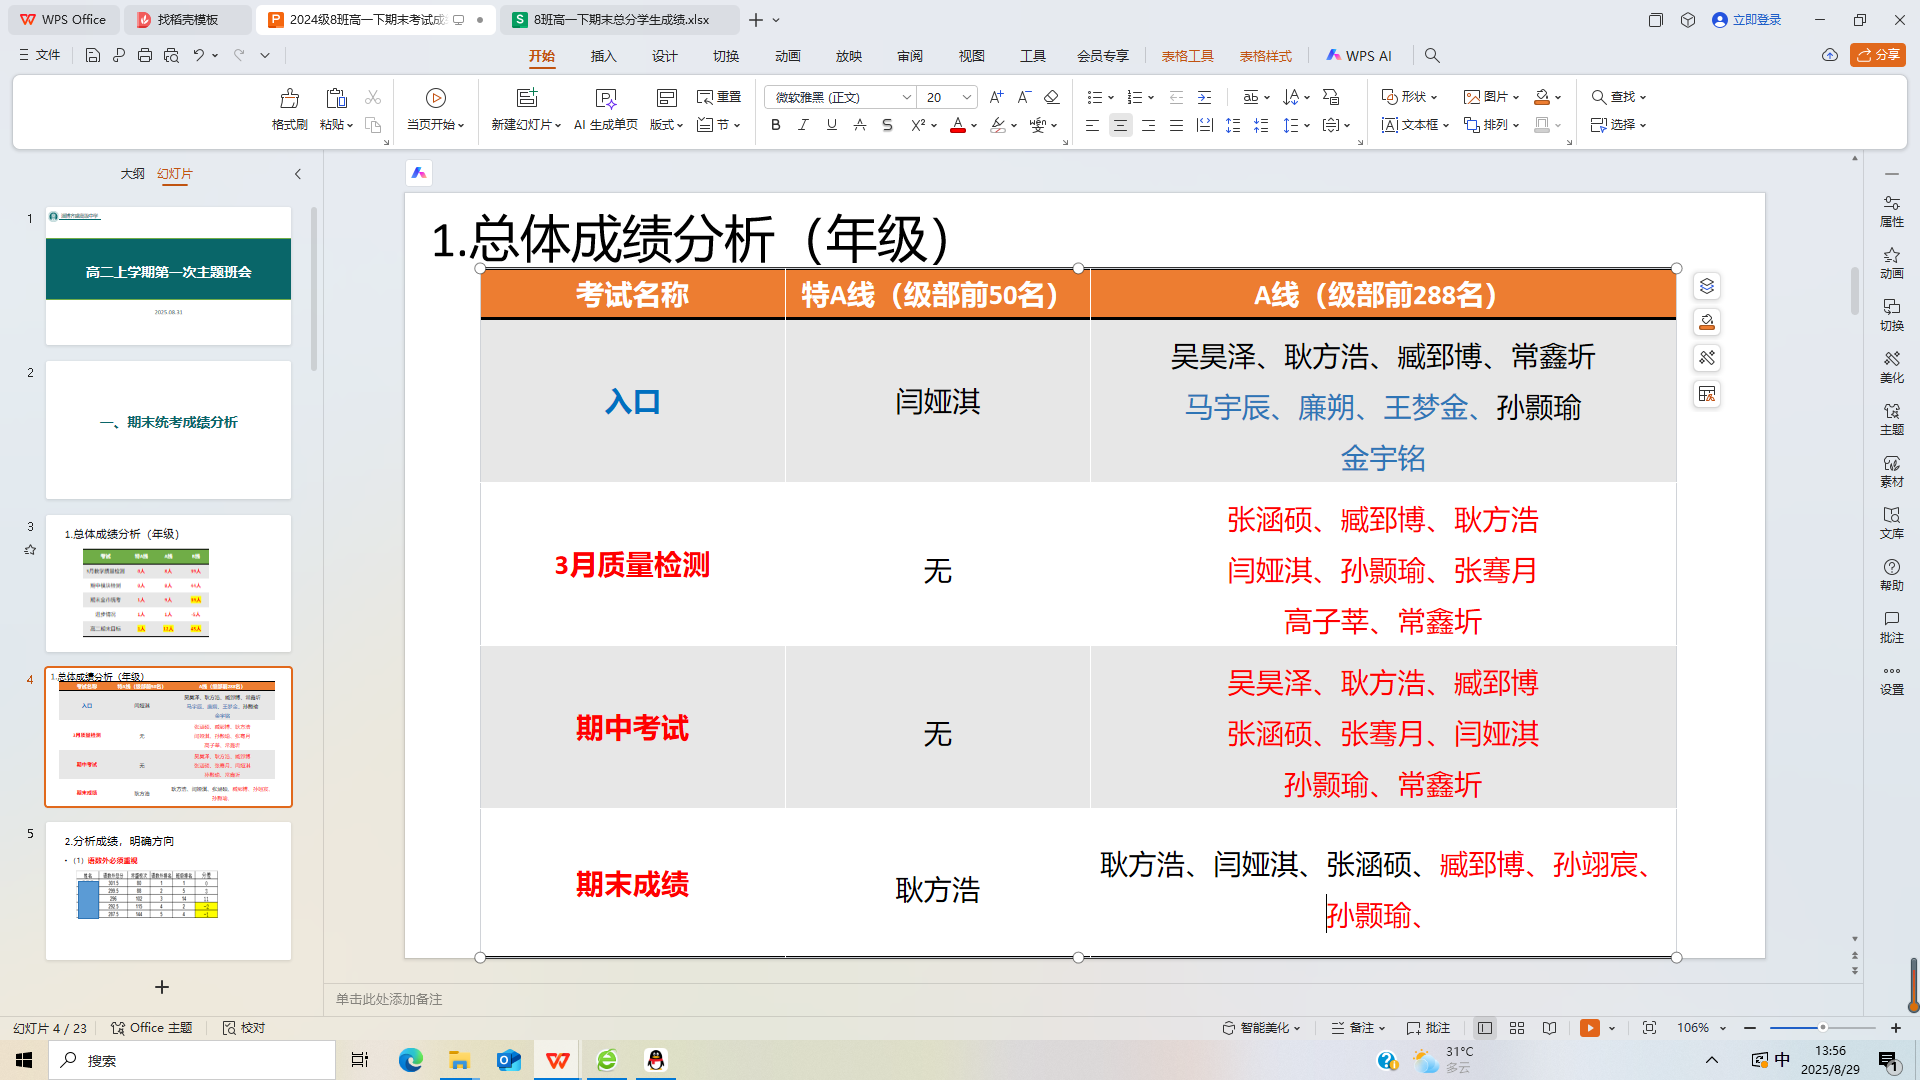 WPS Office
找稻壳模板
2024级8班高一下期末考试成
8班高一下期末总分学生成绩.xlsx
立即登录
文件
开始
插入
设计
切换
动画
放映
审阅
视图
工具
会员专享
表格工具
表格样式
WPS AI
分享
格式刷
粘贴
当页开始
新建幻灯片
AI 生成单页
版式
重置
节
微软雅黑 (正文)
20
形状
图片
查找
文本框
排列
选择
大纲
幻灯片
1
高二上学期第一次主题班会
2025.08.31
2
一、期末统考成绩分析
3
1.总体成绩分析（年级）
4
1.总体成绩分析（年级）
5
2.分析成绩，明确方向
（1）语数外必须重视
1.总体成绩分析（年级）
考试名称
特A线（级部前50名）
A线（级部前288名）
入口
闫娅淇
吴昊泽、耿方浩、臧郅博、常鑫圻
马宇辰、廉朔、王梦金、孙颢瑜
金宇铭
3月质量检测
无
张涵硕、臧郅博、耿方浩
闫娅淇、孙颢瑜、张骞月
高子莘、常鑫圻
期中考试
无
吴昊泽、耿方浩、臧郅博
张涵硕、张骞月、闫娅淇
孙颢瑜、常鑫圻
期末成绩
耿方浩
耿方浩、闫娅淇、张涵硕、臧郅博、孙翊宸、
孙颢瑜、
属性
动画
切换
美化
主题
素材
文库
帮助
批注
设置
单击此处添加备注
幻灯片 4 / 23
Office 主题
校对
智能美化
备注
批注
106%
搜索
31°C
多云
中
13:56
2025/8/29
1